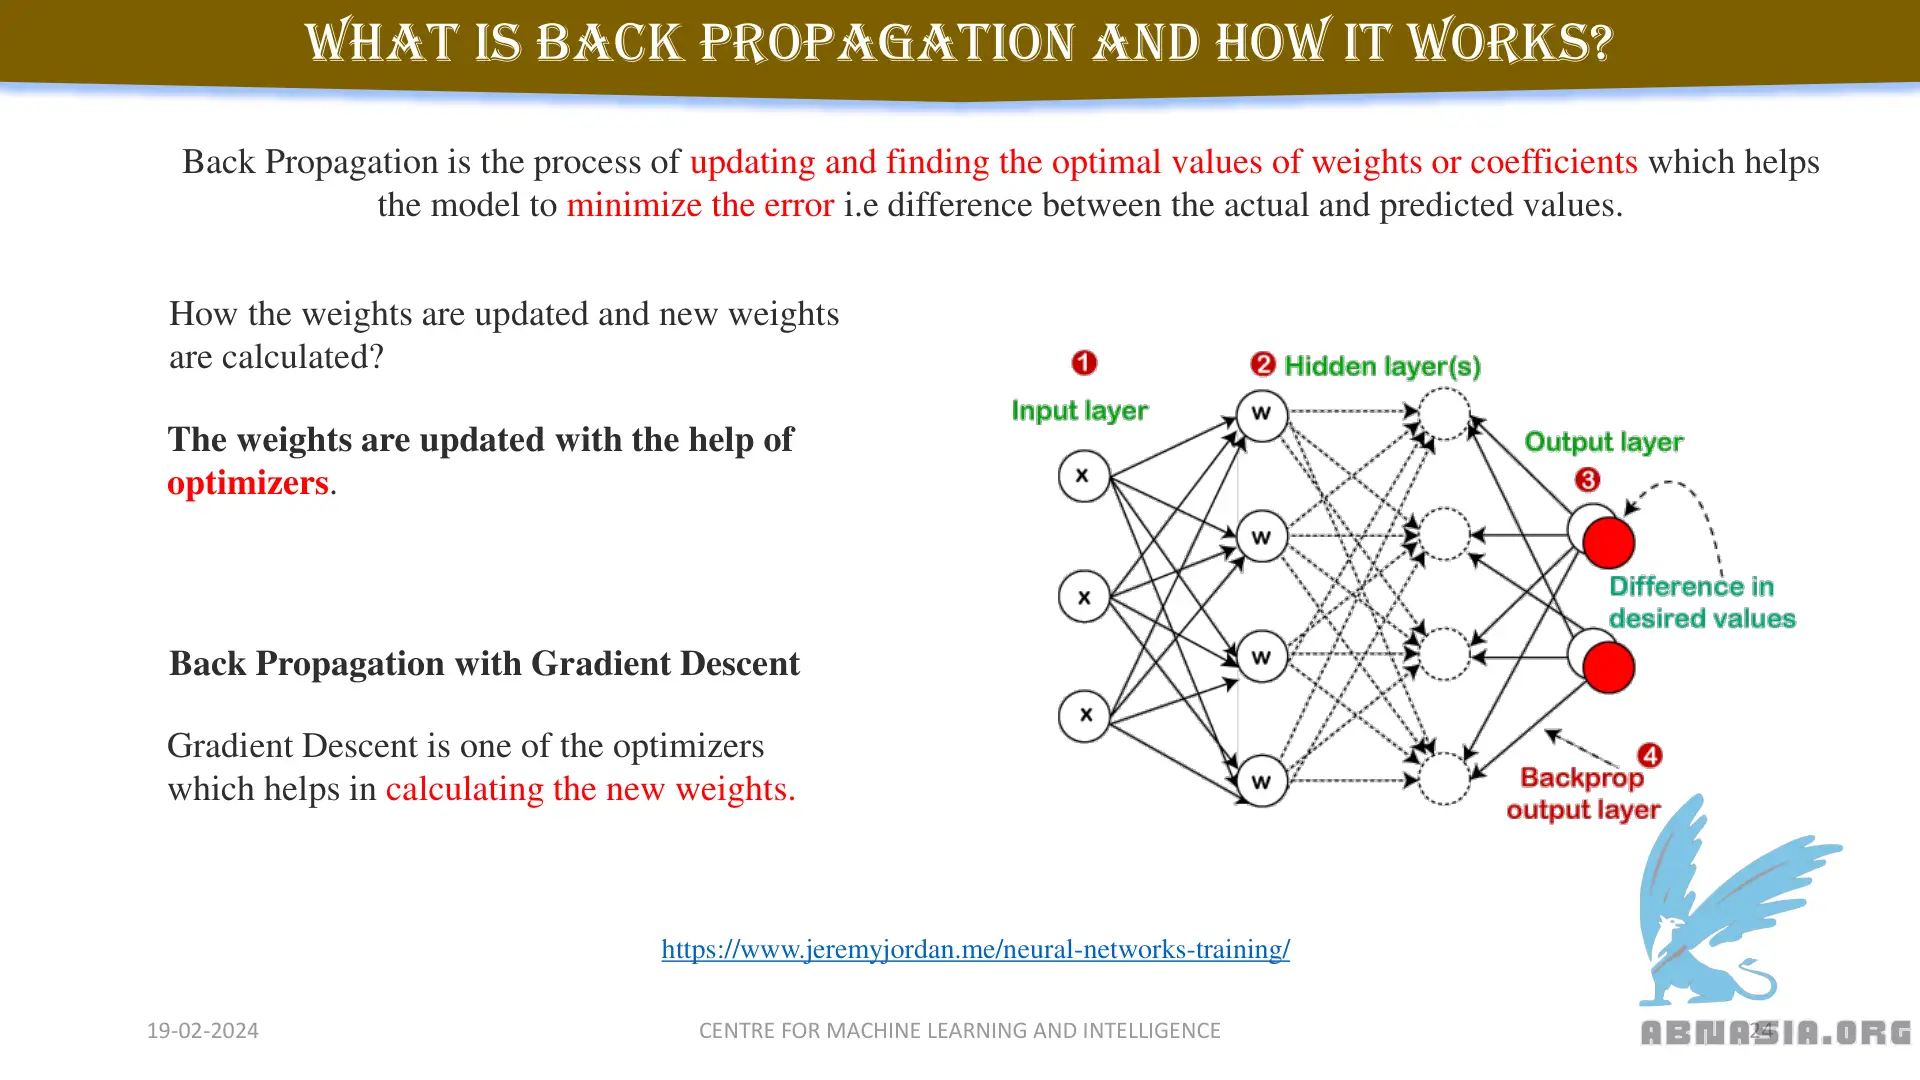 WHAT IS BACK PROPAGATION AND HOW IT WORKS?
Back Propagation is the process of updating and finding the optimal values of weights or coefficients which helps
the model to minimize the error i.e difference between the actual and predicted values.
How the weights are updated and new weights
are calculated?
The weights are updated with the help of
optimizers.
Back Propagation with Gradient Descent
Gradient Descent is one of the optimizers
which helps in calculating the new weights.
1
Input layer
2 Hidden layer(s)
Output layer
3
x
x
x
w
w
w
w
Difference in
desired values
4
Backprop
output layer
https://www.jeremyjordan.me/neural-networks-training/
19-02-2024
CENTRE FOR MACHINE LEARNING AND INTELLIGENCE
24
ABNASIA.ORG